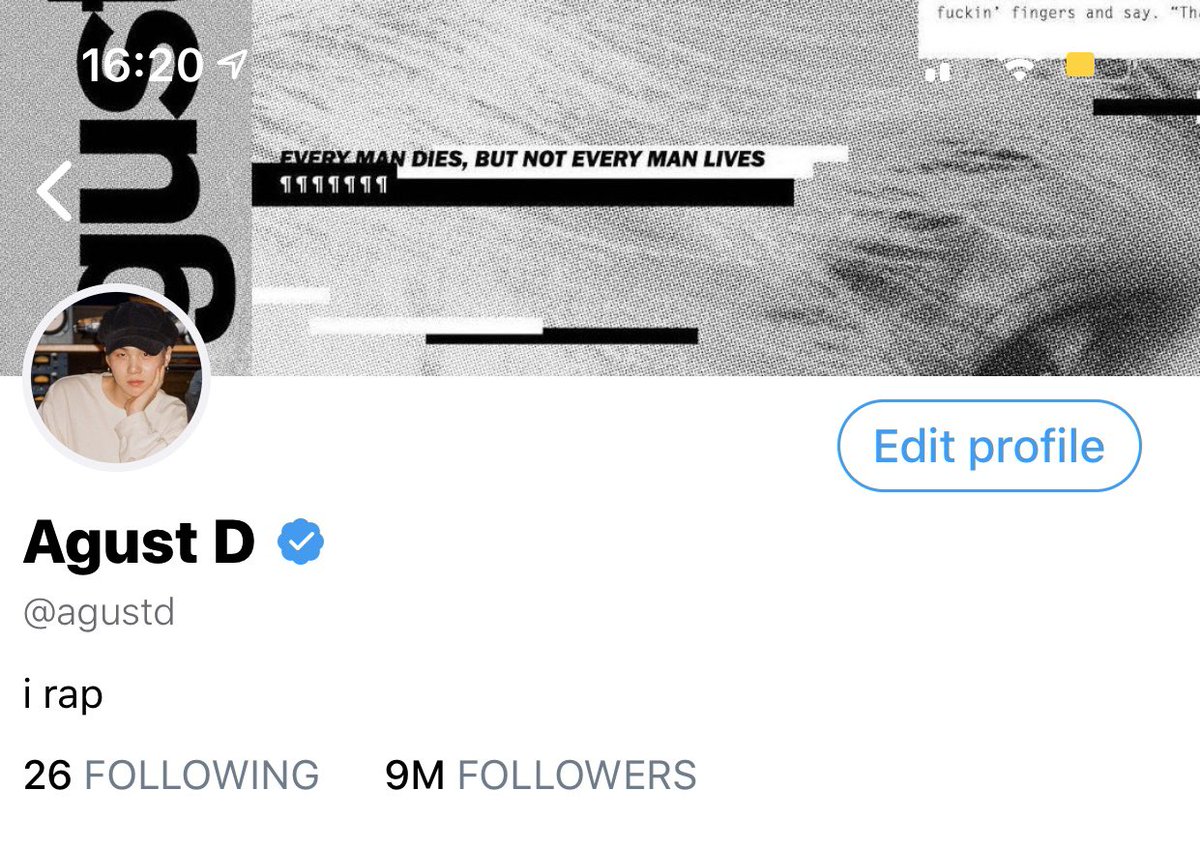 fuckin' fingers and say. "Th
16:20
gust
EVERY MAN DIES, BUT NOT EVERY MAN LIVES
¶¶¶¶¶¶¶
Edit profile
Agust D
@agustd
i rap
26 FOLLOWING 9M FOLLOWERS